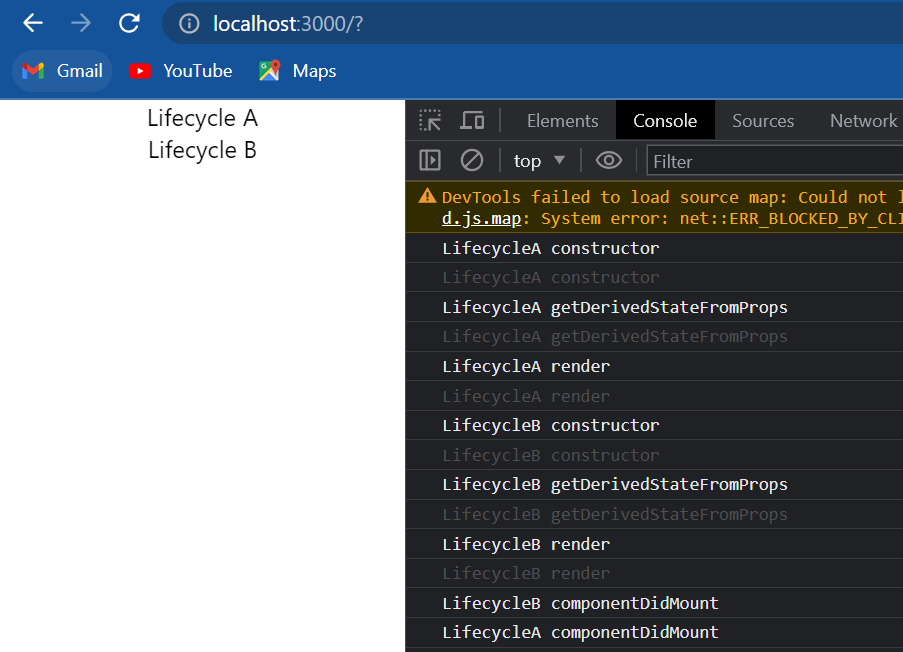 localhost:3000/?
Gmail YouTube Maps
Lifecycle A
Lifecycle B
Elements Console Sources Network
top Filter
DevTools failed to load source map: Could not
d.js.map: System error: net::ERR_BLOCKED_BY_CLI
LifecycleA constructor
LifecycleA constructor
LifecycleA getDerivedStateFromProps
LifecycleA getDerivedStateFromProps
LifecycleA render
LifecycleA render
LifecycleB constructor
LifecycleB constructor
LifecycleB getDerivedStateFromProps
LifecycleB getDerivedStateFromProps
LifecycleB render
LifecycleB render
LifecycleB componentDidMount
LifecycleA componentDidMount